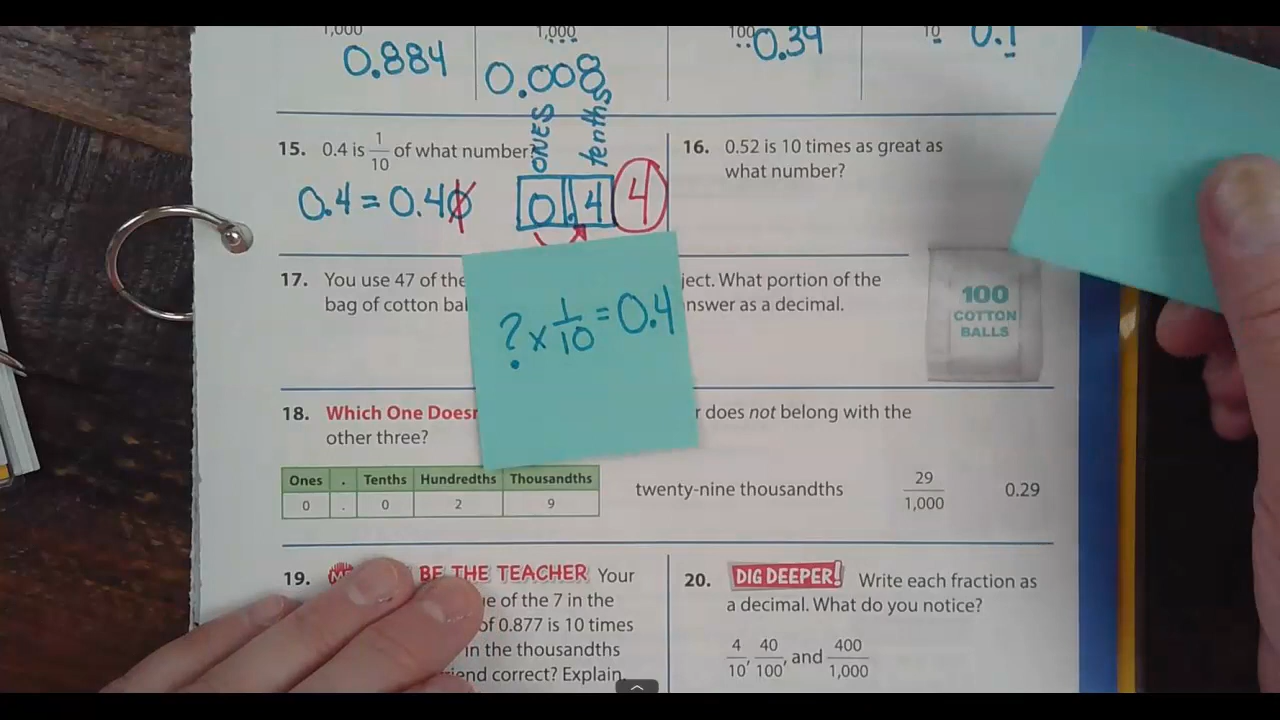 1,000
1,000
100
10
0.884
0.008
0.39
0.1
15. 0.4 is 1/10 of what number?
ONES
tenths
0.4 = 0.40
0 . 4 4
16. 0.52 is 10 times as great as
what number?
17. You use 47 of the
ject. What portion of the
bag of cotton bal
nswer as a decimal.
100
COTTON
BALLS
? x 1/10 = 0.4
18. Which One Doesn
r does not belong with the
other three?
Ones . Tenths Hundredths Thousandths
0 . 0 2 9
twenty-nine thousandths
29/1,000
0.29
19.
BE THE TEACHER Your
e of the 7 in the
of 0.877 is 10 times
in the thousandths
riend correct? Explain.
20. DIG DEEPER! Write each fraction as
a decimal. What do you notice?
4/10, 40/100, and 400/1,000